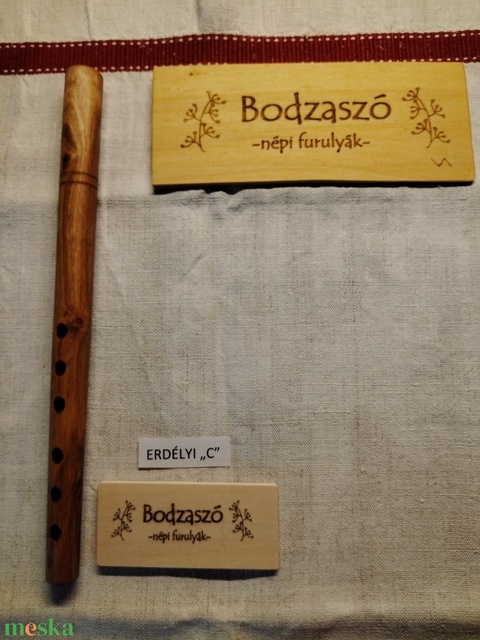 Bodzaszó
-népi furulyák-
ERDÉLYI „C”
Bodzaszó
-népi furulyák-
meska